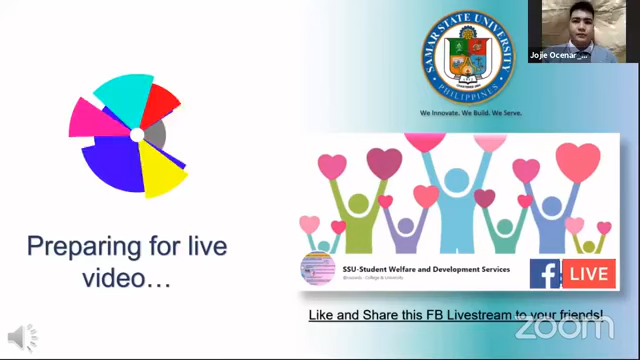 SAMAR STATE UNIVERSITY
PHILIPPINES
We Innovate. We Build. We Serve.
Jojie Ocenar_
Preparing for live
video…
SSU-Student Welfare and Development Services
LIVE
Like and Share this FB Livestream to your friends!
zoom